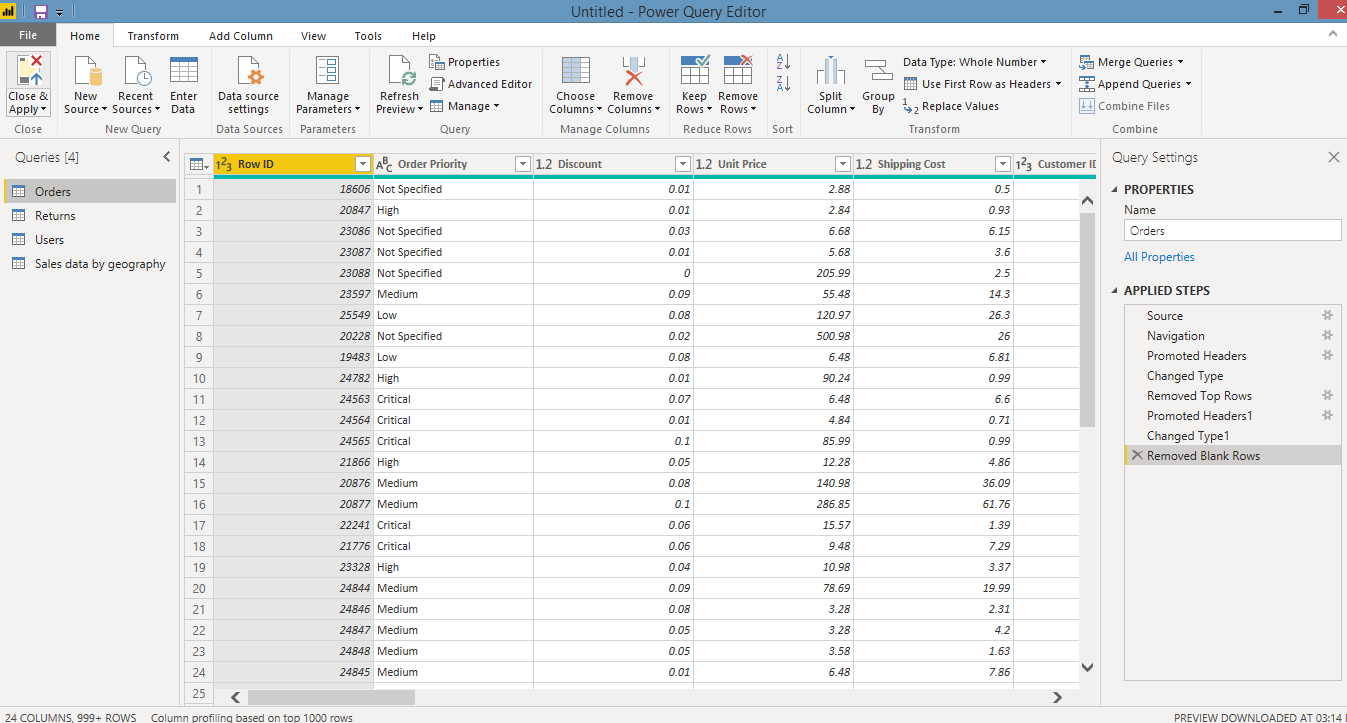 Untitled - Power Query Editor
File Home Transform Add Column View Tools Help
Close & Apply
New Source
Recent Sources
Enter Data
Data source settings
Manage Parameters
Refresh Preview
Properties
Advanced Editor
Manage
Choose Columns
Remove Columns
Keep Rows
Remove Rows
A Z
Z A
Split Column
Group By
Data Type: Whole Number
Use First Row as Headers
1 2 Replace Values
Merge Queries
Append Queries
Combine Files
Close New Query Data Sources Parameters Query Manage Columns Reduce Rows Sort Transform Combine
Queries [4]
Orders
Returns
Users
Sales data by geography
1 2 3 Row ID A B C Order Priority 1.2 Discount 1.2 Unit Price 1.2 Shipping Cost 1 2 3 Customer ID
1 18606 Not Specified 0.01 2.88 0.5
2 20847 High 0.01 2.84 0.93
3 23086 Not Specified 0.03 6.68 6.15
4 23087 Not Specified 0.01 5.68 3.6
5 23088 Not Specified 0 205.99 2.5
6 23597 Medium 0.09 55.48 14.3
7 25549 Low 0.08 120.97 26.3
8 20228 Not Specified 0.02 500.98 26
9 19483 Low 0.08 6.48 6.81
10 24782 High 0.01 90.24 0.99
11 24563 Critical 0.07 6.48 6.6
12 24564 Critical 0.01 4.84 0.71
13 24565 Critical 0.1 85.99 0.99
14 21866 High 0.05 12.28 4.86
15 20876 Medium 0.08 140.98 36.09
16 20877 Medium 0.1 286.85 61.76
17 22241 Critical 0.06 15.57 1.39
18 21776 Critical 0.06 9.48 7.29
19 23328 High 0.04 10.98 3.37
20 24844 Medium 0.09 78.69 19.99
21 24846 Medium 0.08 3.28 2.31
22 24847 Medium 0.05 3.28 4.2
23 24848 Medium 0.05 3.58 1.63
24 24845 Medium 0.01 6.48 7.86
25
Query Settings
PROPERTIES
Name
Orders
All Properties
APPLIED STEPS
Source
Navigation
Promoted Headers
Changed Type
Removed Top Rows
Promoted Headers1
Changed Type1
Removed Blank Rows
24 COLUMNS, 999+ ROWS Column profiling based on top 1000 rows PREVIEW DOWNLOADED AT 03:14